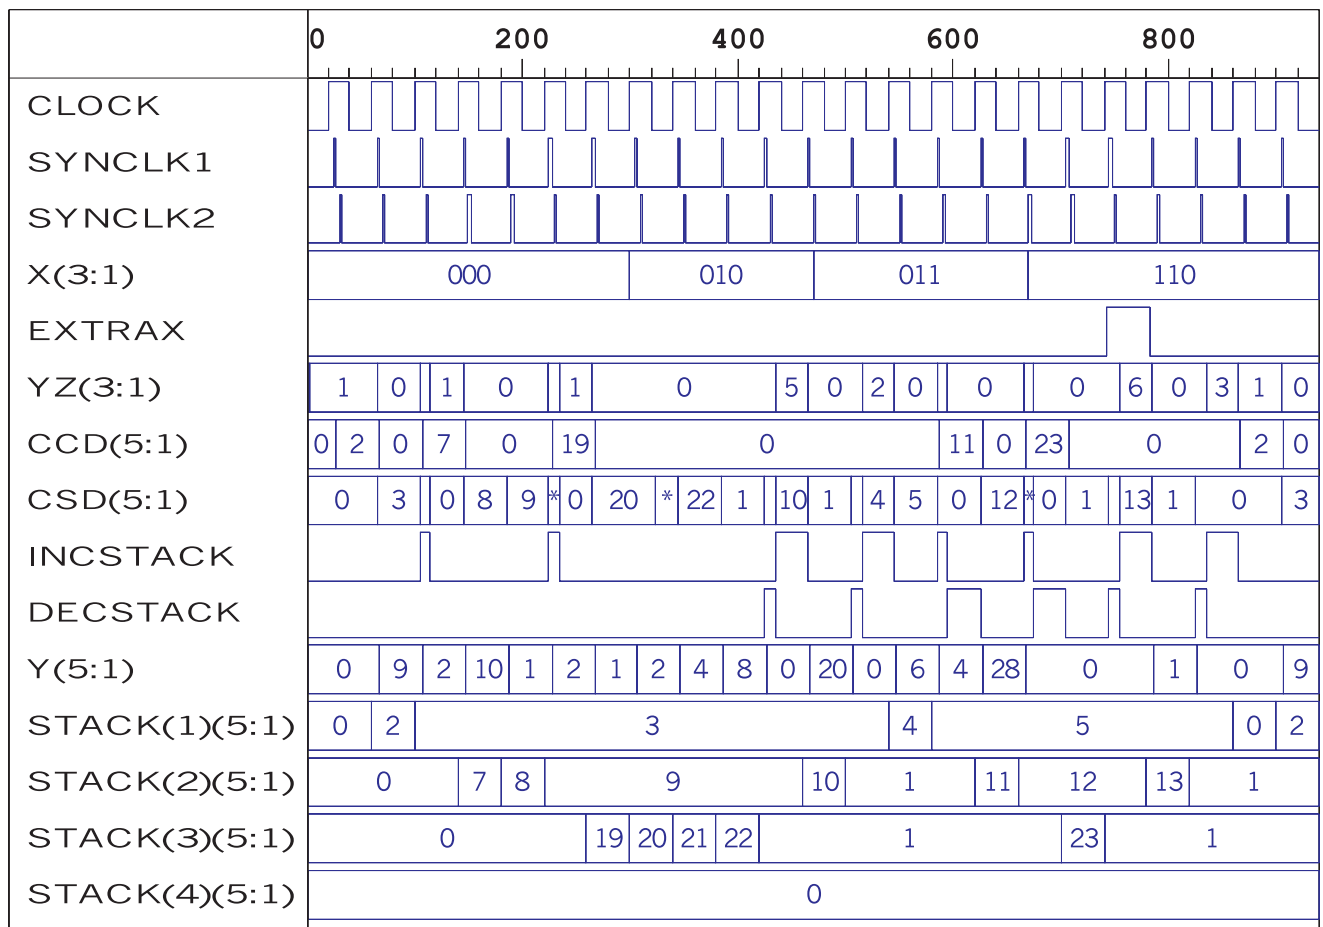 0 200 400 600 800
CLOCK
SYNCLK1
SYNCLK2
X(3:1) 000 010 011 110
EXTRAX
YZ(3:1) 1 0 1 0 1 0 5 0 2 0 0 0 6 0 3 1 0
CCD(5:1) 0 2 0 7 0 19 0 11 0 23 0 2 0
CSD(5:1) 0 3 0 8 9 * 0 20 * 22 1 10 1 4 5 0 12 * 0 1 13 1 0 3
INCSTACK
DECSTACK
Y(5:1) 0 9 2 10 1 2 1 2 4 8 0 20 0 6 4 28 0 1 0 9
STACK(1)(5:1) 0 2 3 4 5 0 2
STACK(2)(5:1) 0 7 8 9 10 1 11 12 13 1
STACK(3)(5:1) 0 19 20 21 22 1 23 1
STACK(4)(5:1) 0